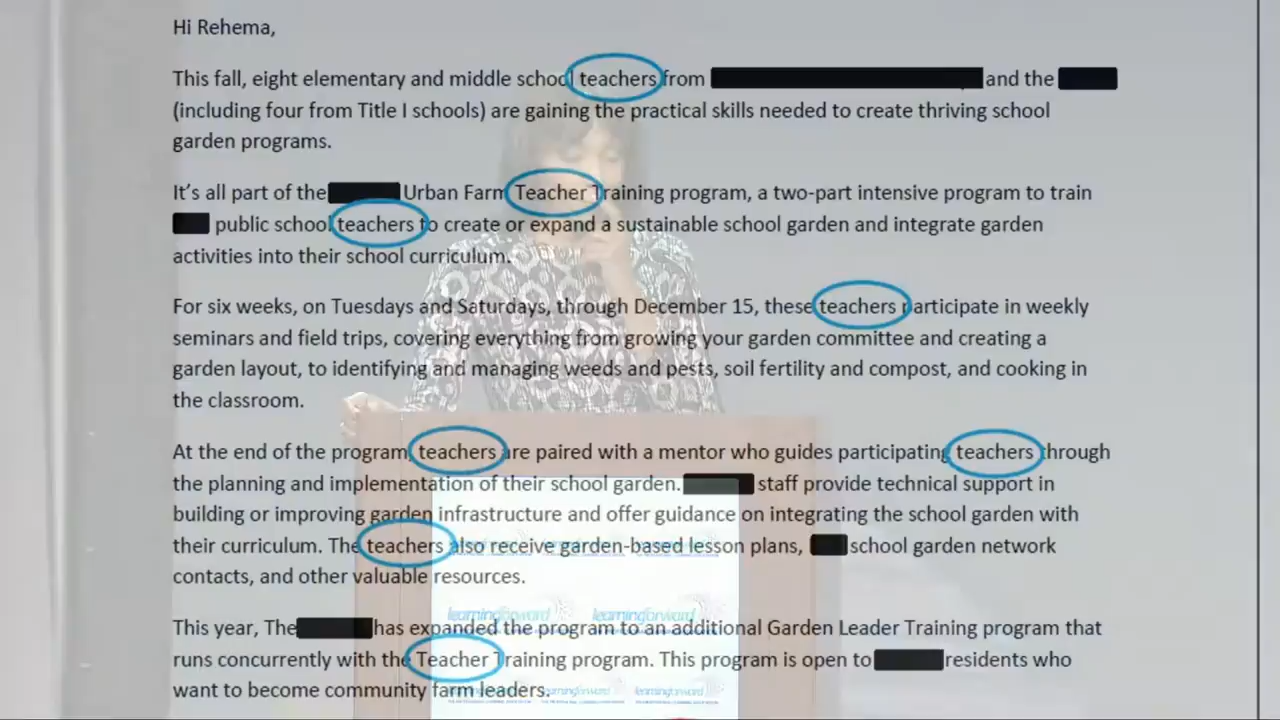 Hi Rehema,
This fall, eight elementary and middle school teachers from and the
(including four from Title I schools) are gaining the practical skills needed to create thriving school
garden programs.
It's all part of the Urban Farm Teacher Training program, a two-part intensive program to train
public school teachers to create or expand a sustainable school garden and integrate garden
activities into their school curriculum.
For six weeks, on Tuesdays and Saturdays, through December 15, these teachers participate in weekly
seminars and field trips, covering everything from growing your garden committee and creating a
garden layout, to identifying and managing weeds and pests, soil fertility and compost, and cooking in
the classroom.
At the end of the program, teachers are paired with a mentor who guides participating teachers through
the planning and implementation of their school garden. staff provide technical support in
building or improving garden infrastructure and offer guidance on integrating the school garden with
their curriculum. The teachers also receive garden-based lesson plans, school garden network
contacts, and other valuable resources.
learningforward learningforward
This year, The has expanded the program to an additional Garden Leader Training program that
runs concurrently with the Teacher Training program. This program is open to residents who
want to become community farm leaders.
learningforward learningforward